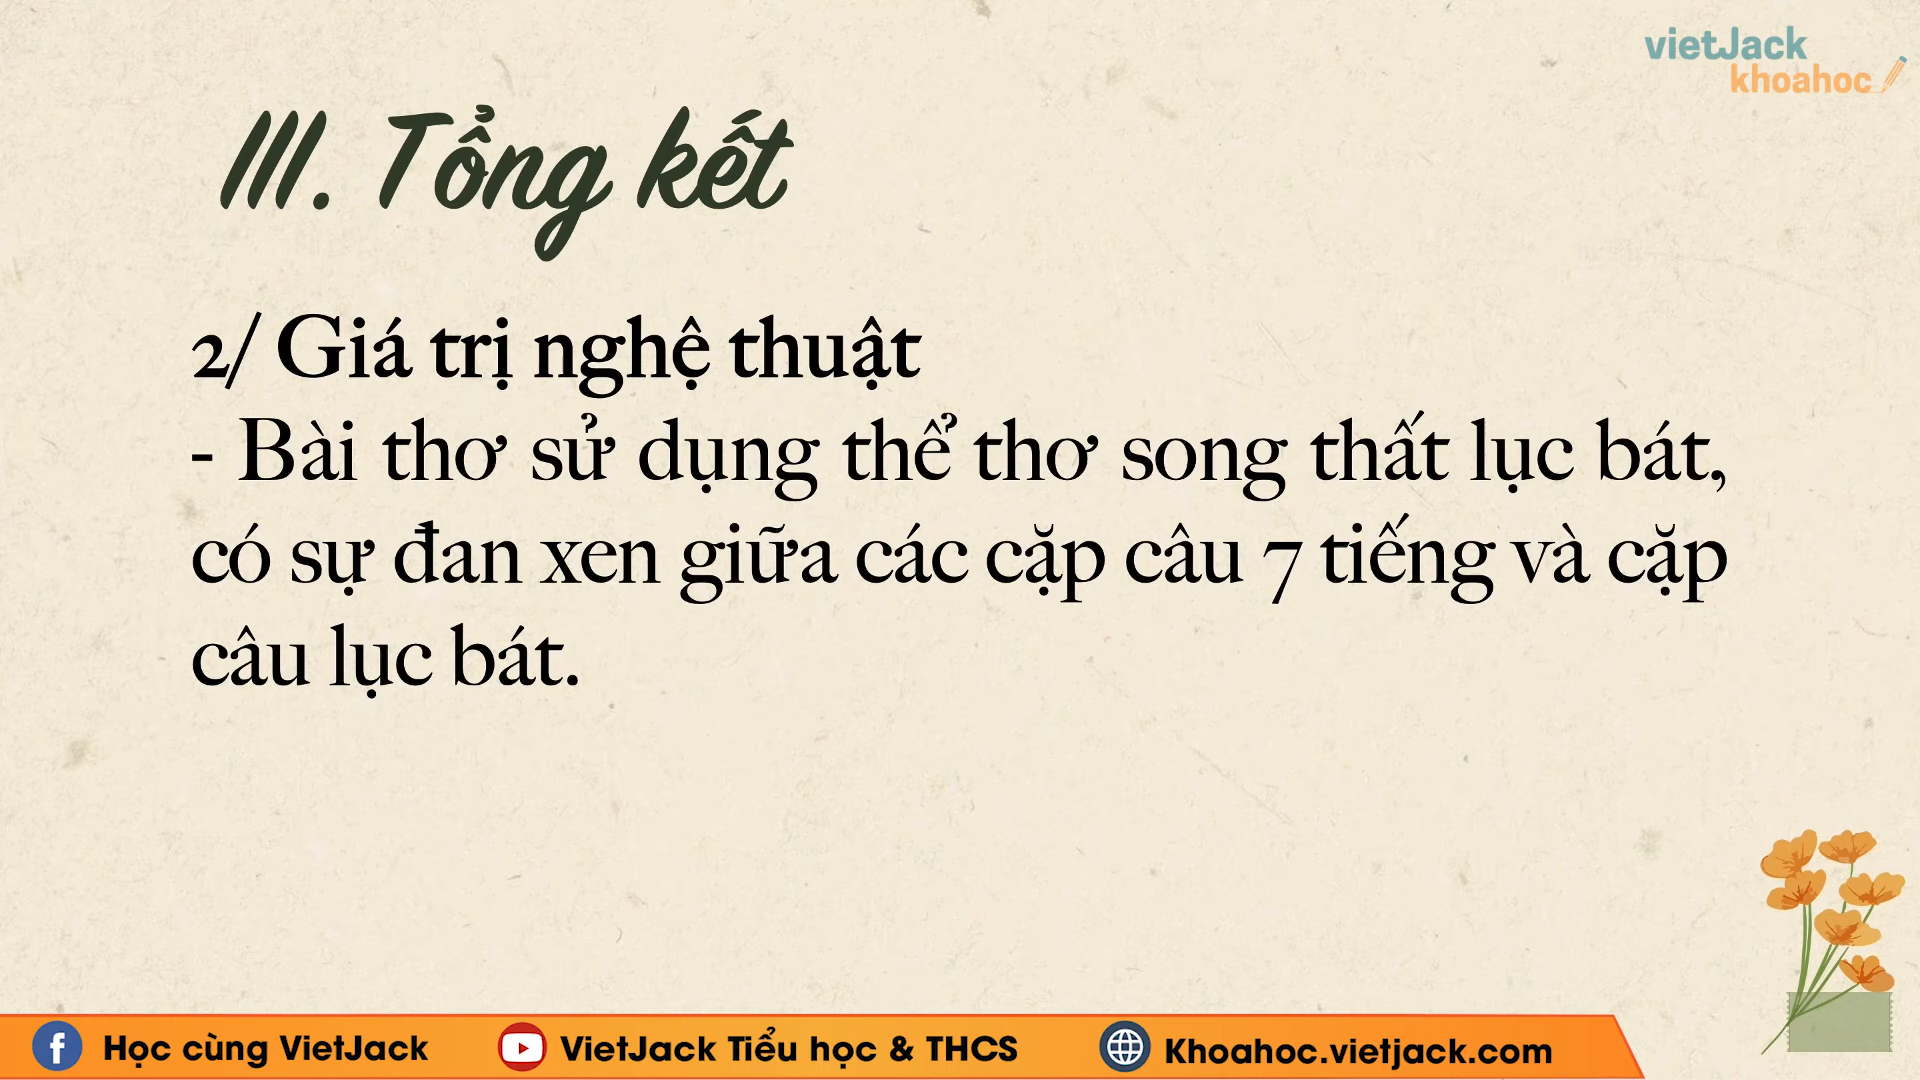 vietJack
khoahoc
III. Tổng kết
2/ Giá trị nghệ thuật
- Bài thơ sử dụng thể thơ song thất lục bát,
có sự đan xen giữa các cặp câu 7 tiếng và cặp
câu lục bát.
Học cùng VietJack
VietJack Tiểu học & THCS
Khoahoc.vietjack.com